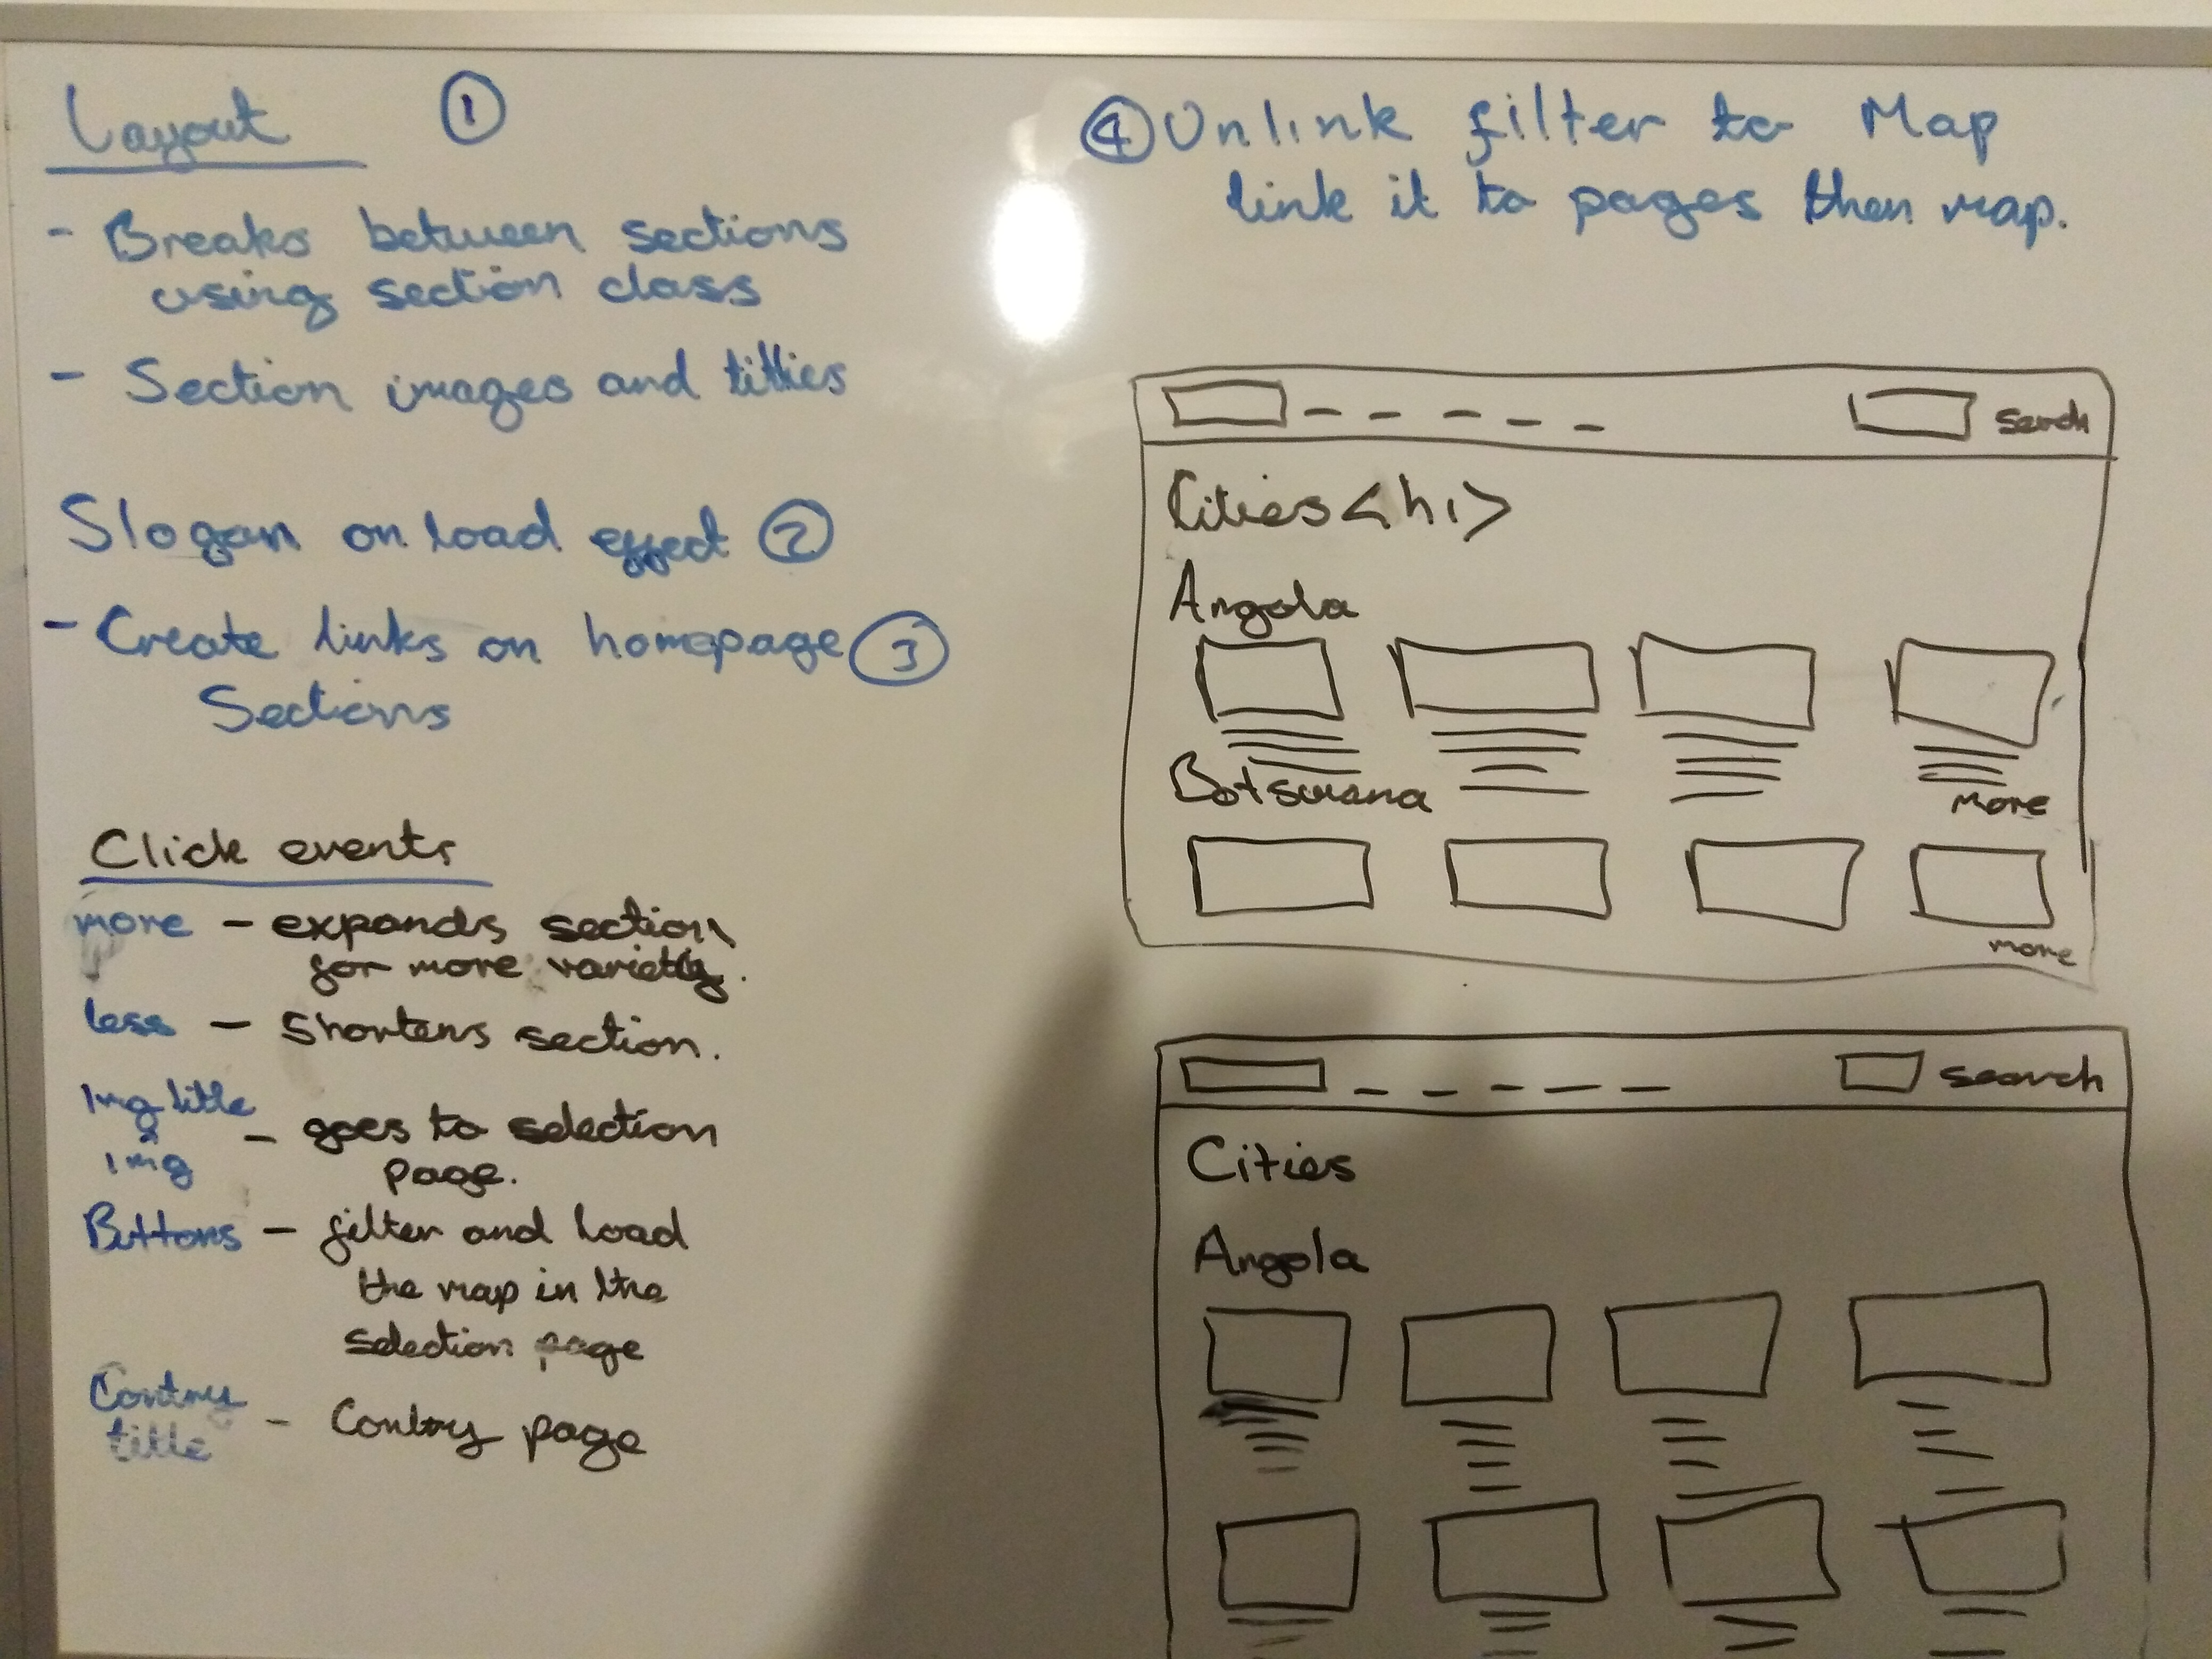 Layout ①
- Breaks between sections
using section class
- Section images and tittles
Slogan on load effect ②
- Create links on homepage ③
Sections
Click events
more - expands section
for more variety.
less - Shortens section.
Img title
img - goes to selection
page.
Buttons - filter and load
the map in the
selection page
Contry
title - Contry page
④ Unlink filter to Map
link it to pages then map.
serch
Cities <h1>
Angola
Botswana
more
more
search
Cities
Angola